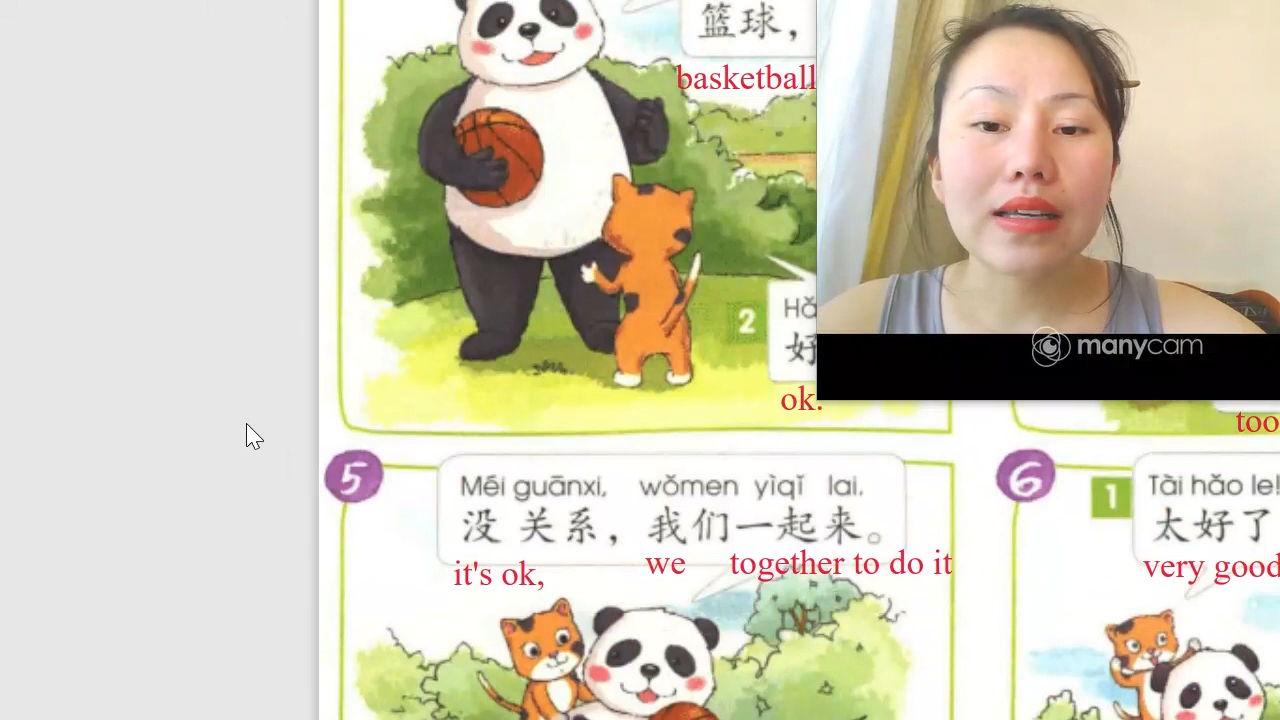 篮球，
basketball
2
Hǎ
好
ok.
manycam
too
5
Méi guānxi, wǒmen yìqǐ lai.
没关系，我们一起来。
it's ok, we together to do it
6
1
Tài hǎo le!
太好了
very good